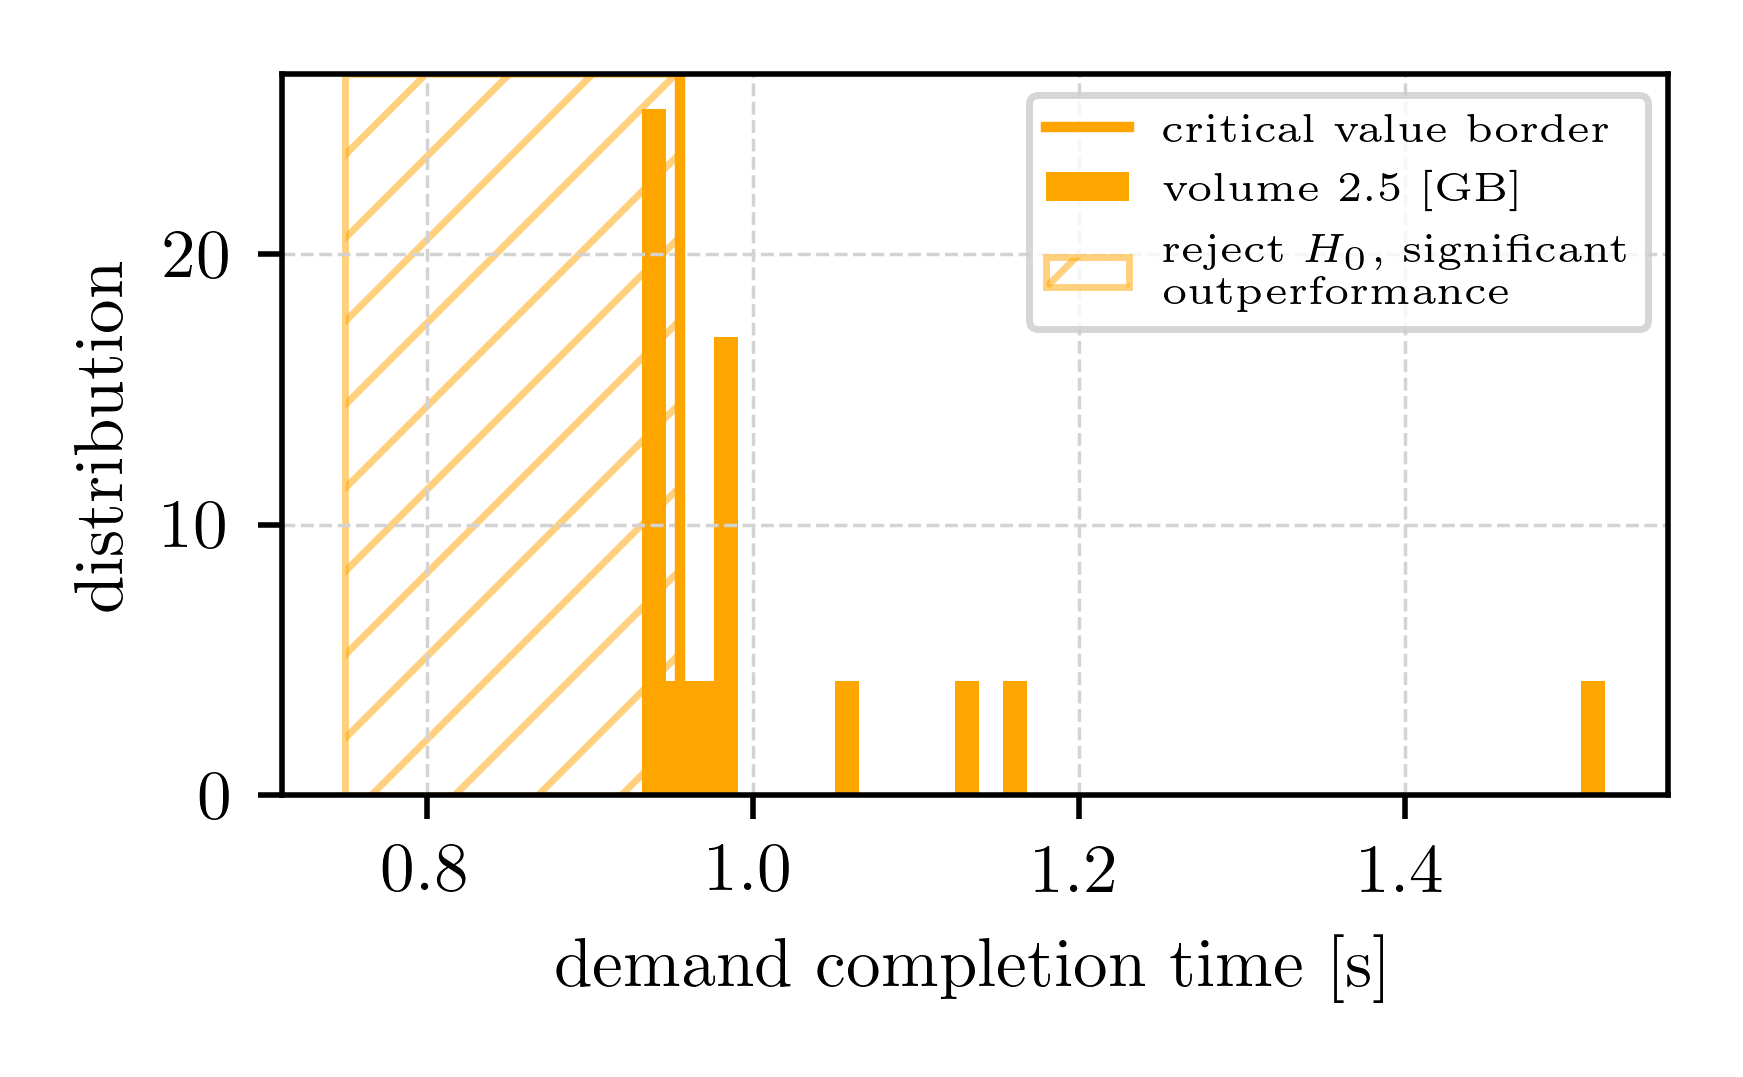 critical value border
volume 2.5 [GB]
reject H₀, significant
outperformance
distribution
20
10
0
0.8 1.0 1.2 1.4
demand completion time [s]